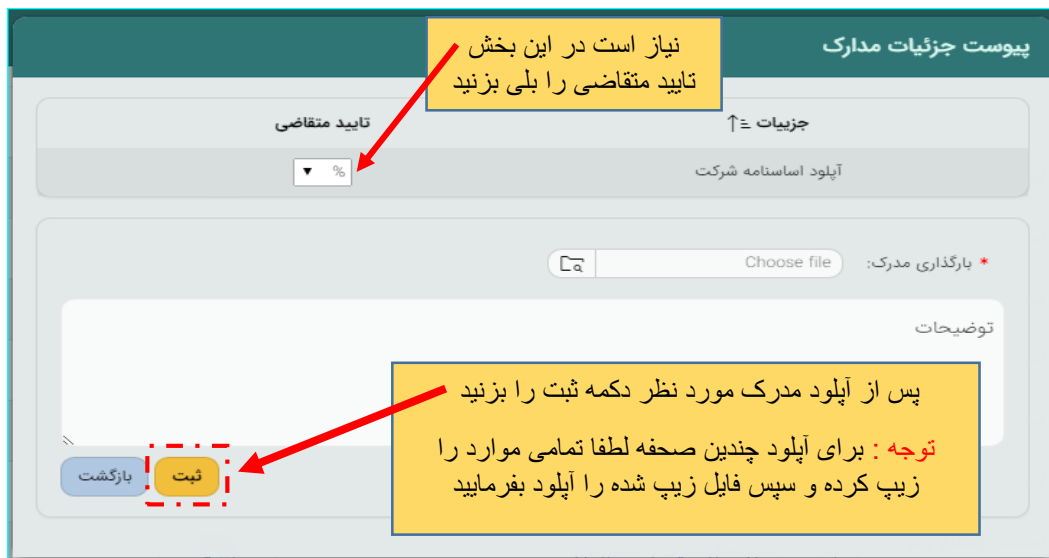 پیوست جزئیات مدارک
نیاز است در این بخش
تایید متقاضی را بلی بزنید
جزییات
تایید متقاضی
آپلود اساسنامه شرکت
%
* بارگذاری مدرک:
Choose file
توضیحات
پس از آپلود مدرک مورد نظر دکمه ثبت را بزنید
توجه : برای آپلود چندین صحفه لطفا تمامی موارد را
زیپ کرده و سپس فایل زیپ شده را آپلود بفرمایید
ثبت
بازگشت